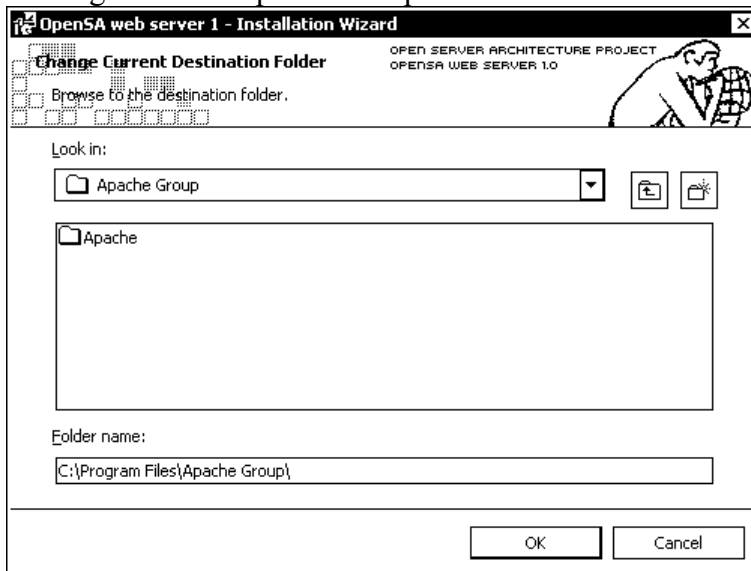 OpenSA web server 1 - Installation Wizard
Change Current Destination Folder
Browse to the destination folder.
OPEN SERVER ARCHITECTURE PROJECT
OPENSA WEB SERVER 1.0
Look in:
Apache Group
Apache
Folder name:
C:\Program Files\Apache Group\
OK
Cancel